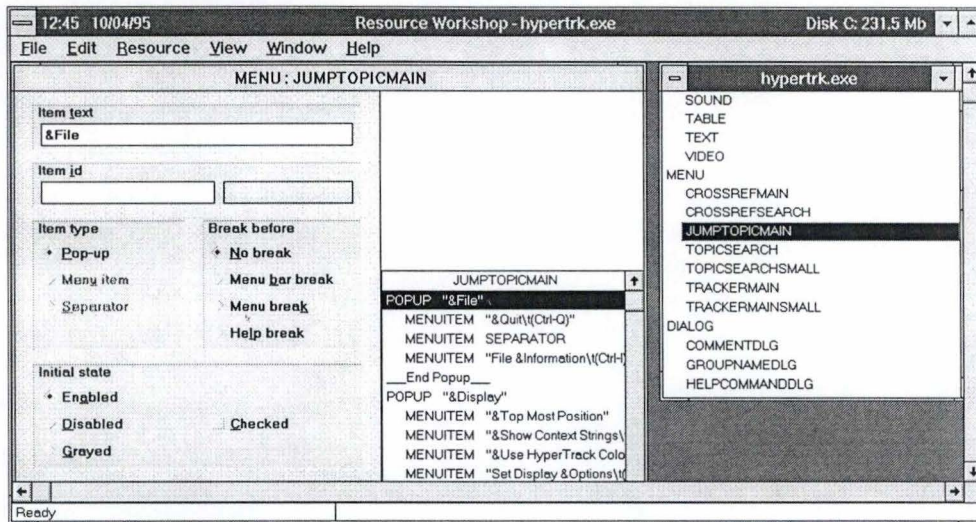 12:45 10/04/95 Resource Workshop - hypertrk.exe Disk C: 231.5 Mb
File Edit Resource View Window Help
MENU : JUMPTOPICMAIN
Item text
&File
Item id
Item type
Pop-up
Menu item
Separator
Break before
No break
Menu bar break
Menu break
Help break
Initial state
Enabled
Disabled
Grayed
Checked
JUMPTOPICMAIN
POPUP "&File"
MENUITEM "&Quit\t(Ctrl-Q)"
MENUITEM SEPARATOR
MENUITEM "File &Information\t(Ctrl-I)
___End Popup___
POPUP "&Display"
MENUITEM "&Top Most Position"
MENUITEM "&Show Context Strings\
MENUITEM "&Use HyperTrack Colo
MENUITEM "Set Display &Options\t(
hypertrk.exe
SOUND
TABLE
TEXT
VIDEO
MENU
CROSSREFMAIN
CROSSREFSEARCH
JUMPTOPICMAIN
TOPICSEARCH
TOPICSEARCHSMALL
TRACKERMAIN
TRACKERMAINSMALL
DIALOG
COMMENTDLG
GROUPNAMEDLG
HELPCOMMANDDLG
Ready